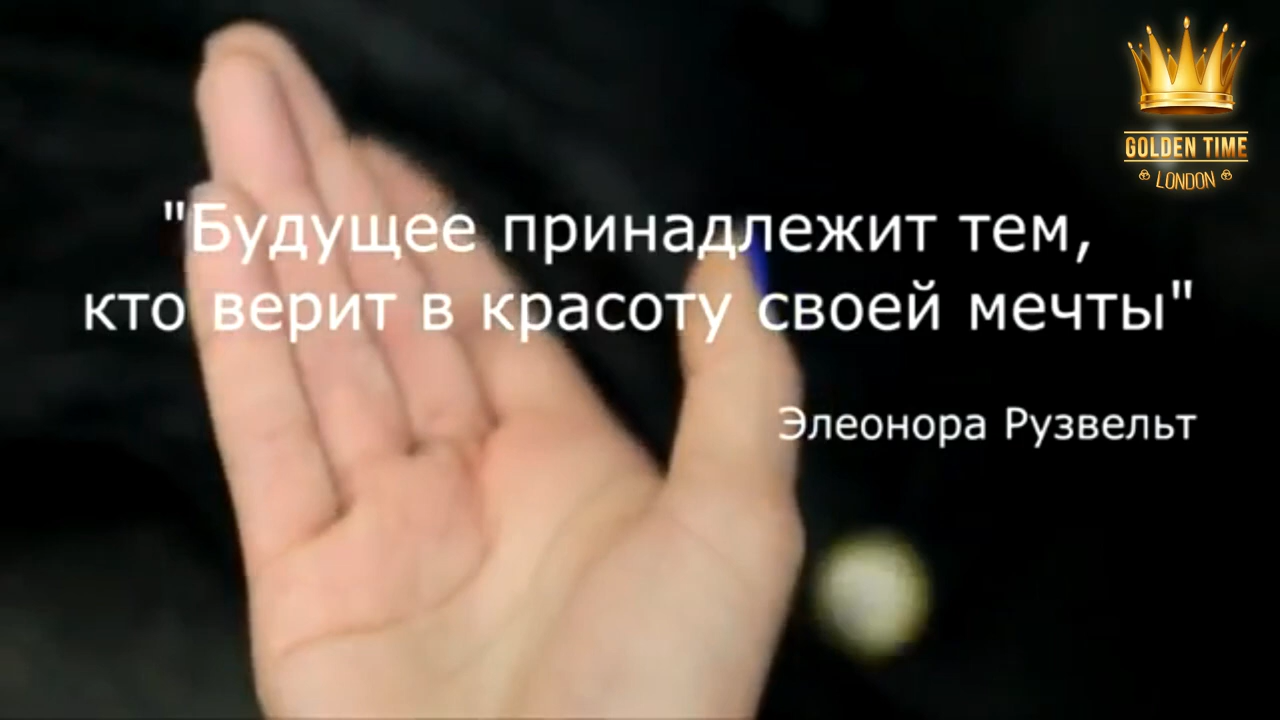 GOLDEN TIME
LONDON
"Будущее принадлежит тем,
кто верит в красоту своей мечты"
Элеонора Рузвельт